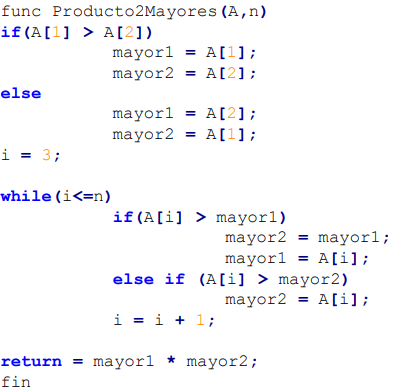 func Producto2Mayores(A,n)
if(A[1] > A[2])
mayor1 = A[1];
mayor2 = A[2];
else
mayor1 = A[2];
mayor2 = A[1];
i = 3;
while(i<=n)
if(A[i] > mayor1)
mayor2 = mayor1;
mayor1 = A[i];
else if (A[i] > mayor2)
mayor2 = A[i];
i = i + 1;
return = mayor1 * mayor2;
fin